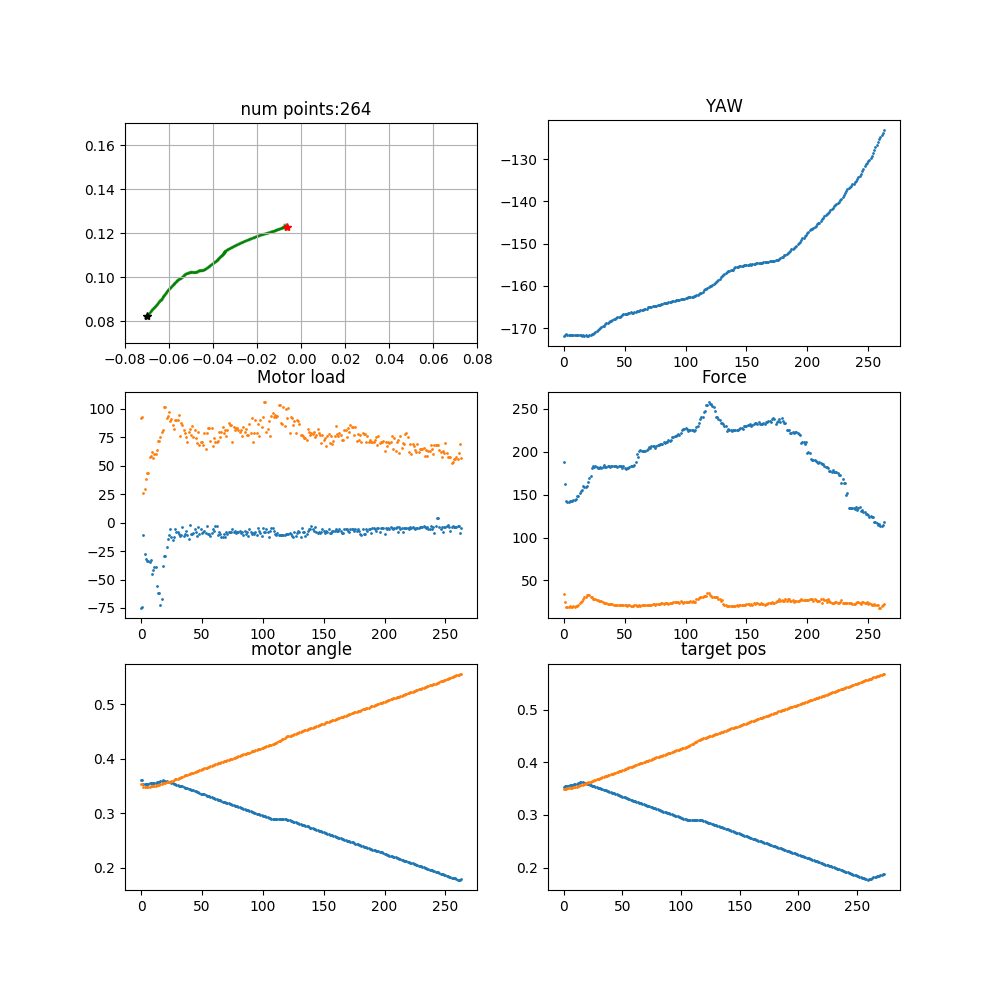 num points:264
0.16
0.14
0.12
0.10
0.08
−0.08 −0.06 −0.04 −0.02 0.00 0.02 0.04 0.06 0.08
YAW
−130
−140
−150
−160
−170
0 50 100 150 200 250
Motor load
100
75
50
25
0
−25
−50
−75
0 50 100 150 200 250
Force
250
200
150
100
50
0 50 100 150 200 250
motor angle
0.5
0.4
0.3
0.2
0 50 100 150 200 250
target pos
0.5
0.4
0.3
0.2
0 50 100 150 200 250